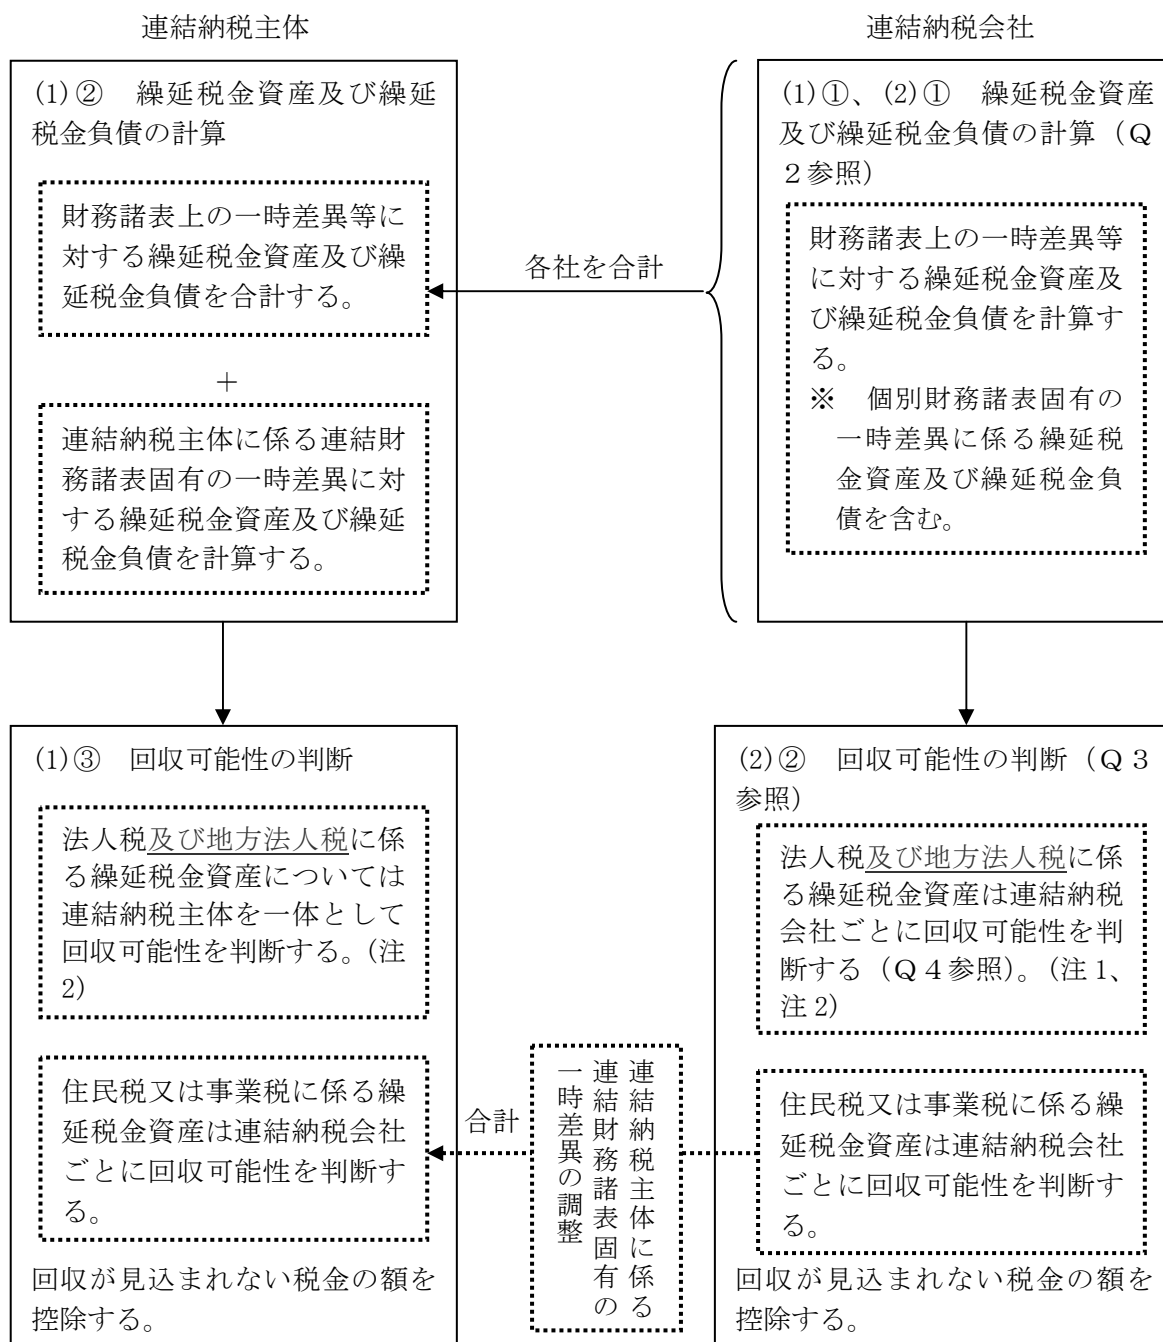 連結納税主体
連結納税会社
(1)② 繰延税金資産及び繰延
税金負債の計算
財務諸表上の一時差異等に
対する繰延税金資産及び繰
延税金負債を合計する。
＋
連結納税主体に係る連結財
務諸表固有の一時差異に対
する繰延税金資産及び繰延
税金負債を計算する。
各社を合計
(1)①、(2)① 繰延税金資産
及び繰延税金負債の計算（Q
２参照）
財務諸表上の一時差異等
に対する繰延税金資産及
び繰延税金負債を計算す
る。
※ 個別財務諸表固有の
一時差異に係る繰延税
金資産及び繰延税金負
債を含む。
(1)③ 回収可能性の判断
法人税及び地方法人税に係
る繰延税金資産については
連結納税主体を一体として
回収可能性を判断する。（注
2）
住民税又は事業税に係る繰
延税金資産は連結納税会社
ごとに回収可能性を判断す
る。
回収が見込まれない税金の額を
控除する。
合計
連結納税主体に係る
連結財務諸表固有の
一時差異の調整
(2)② 回収可能性の判断（Ｑ３
参照）
法人税及び地方法人税に係
る繰延税金資産は連結納税
会社ごとに回収可能性を判
断する（Ｑ４参照）。（注 1、
注 2）
住民税又は事業税に係る繰
延税金資産は連結納税会社
ごとに回収可能性を判断す
る。
回収が見込まれない税金の額を
控除する。